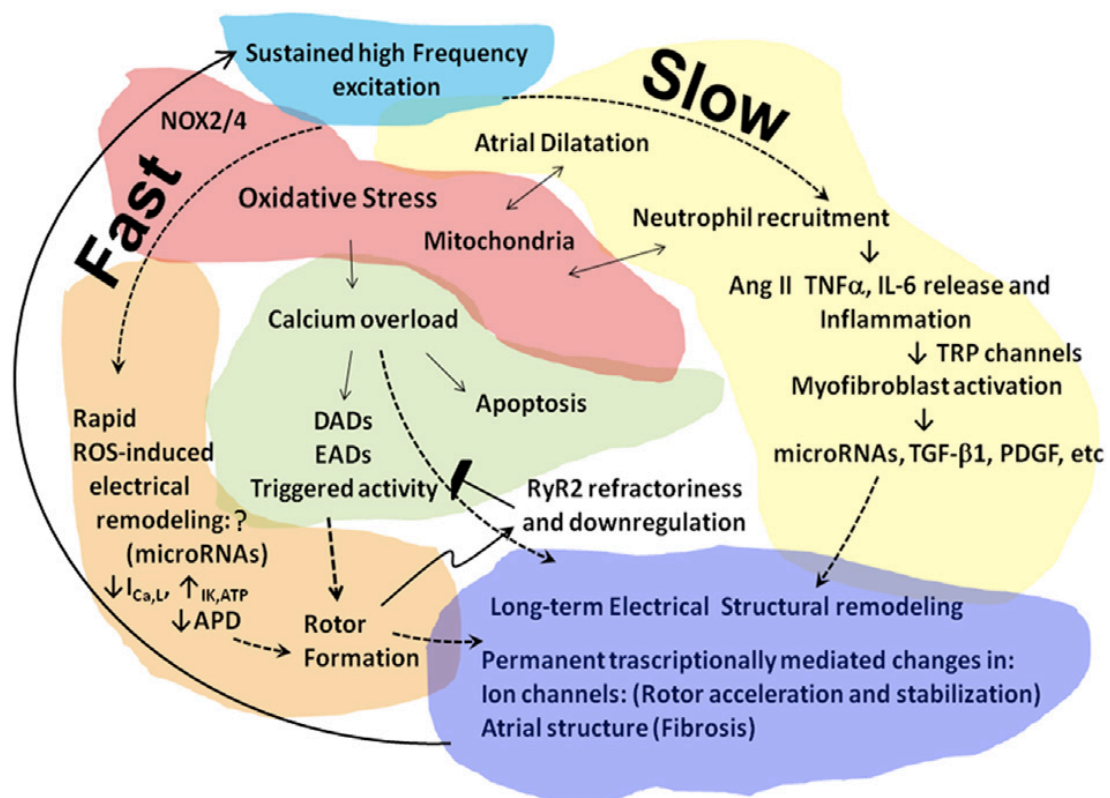 Sustained high Frequency
excitation
Slow
Fast
NOX2/4
Atrial Dilatation
Oxidative Stress
Mitochondria
Neutrophil recruitment
↓
Ang II TNFα, IL-6 release and
Inflammation
↓ TRP channels
Myofibroblast activation
↓
microRNAs, TGF-β1, PDGF, etc
Calcium overload
Apoptosis
DADs
EADs
Triggered activity
RyR2 refractoriness
and downregulation
Rapid
ROS-induced
electrical
remodeling: ?
(microRNAs)
↓I Ca,L, ↑ IK,ATP
↓APD
Rotor
Formation
Long-term Electrical Structural remodeling
Permanent trascriptionally mediated changes in:
Ion channels: (Rotor acceleration and stabilization)
Atrial structure (Fibrosis)